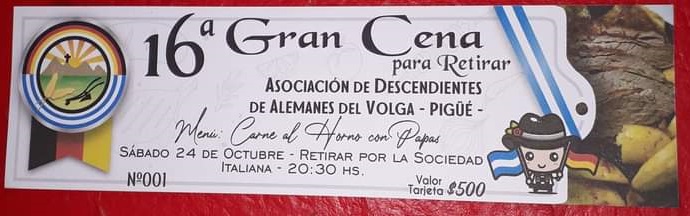 16ª Gran Cena
para Retirar
ASOCIACIÓN DE DESCENDIENTES
DE ALEMANES DEL VOLGA - PIGÜÉ -
Menú: Carne al Horno con Papas
SÁBADO 24 DE OCTUBRE - RETIRAR POR LA SOCIEDAD
ITALIANA - 20:30 HS.
Nº001
Valor
Tarjeta $500